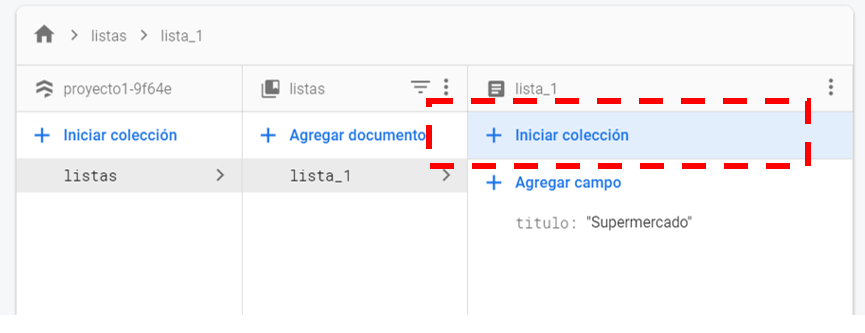 listas > lista_1
proyecto1-9f64e
listas
lista_1
+ Iniciar colección
+ Agregar documento
+ Iniciar colección
listas >
lista_1 >
+ Agregar campo
titulo: "Supermercado"